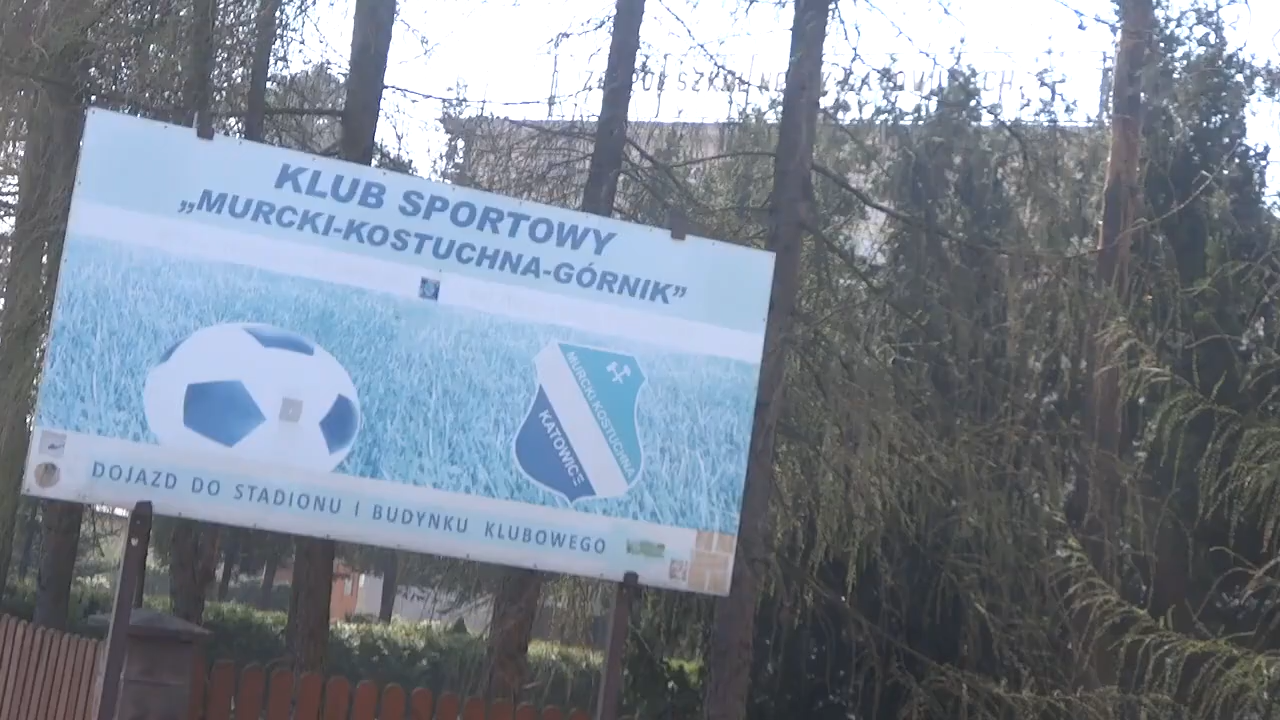 KLUB SPORTOWY
„MURCKI-KOSTUCHNA-GÓRNIK”
MURCKI KOSTUCHNA
KATOWICE
DOJAZD DO STADIONU I BUDYNKU KLUBOWEGO